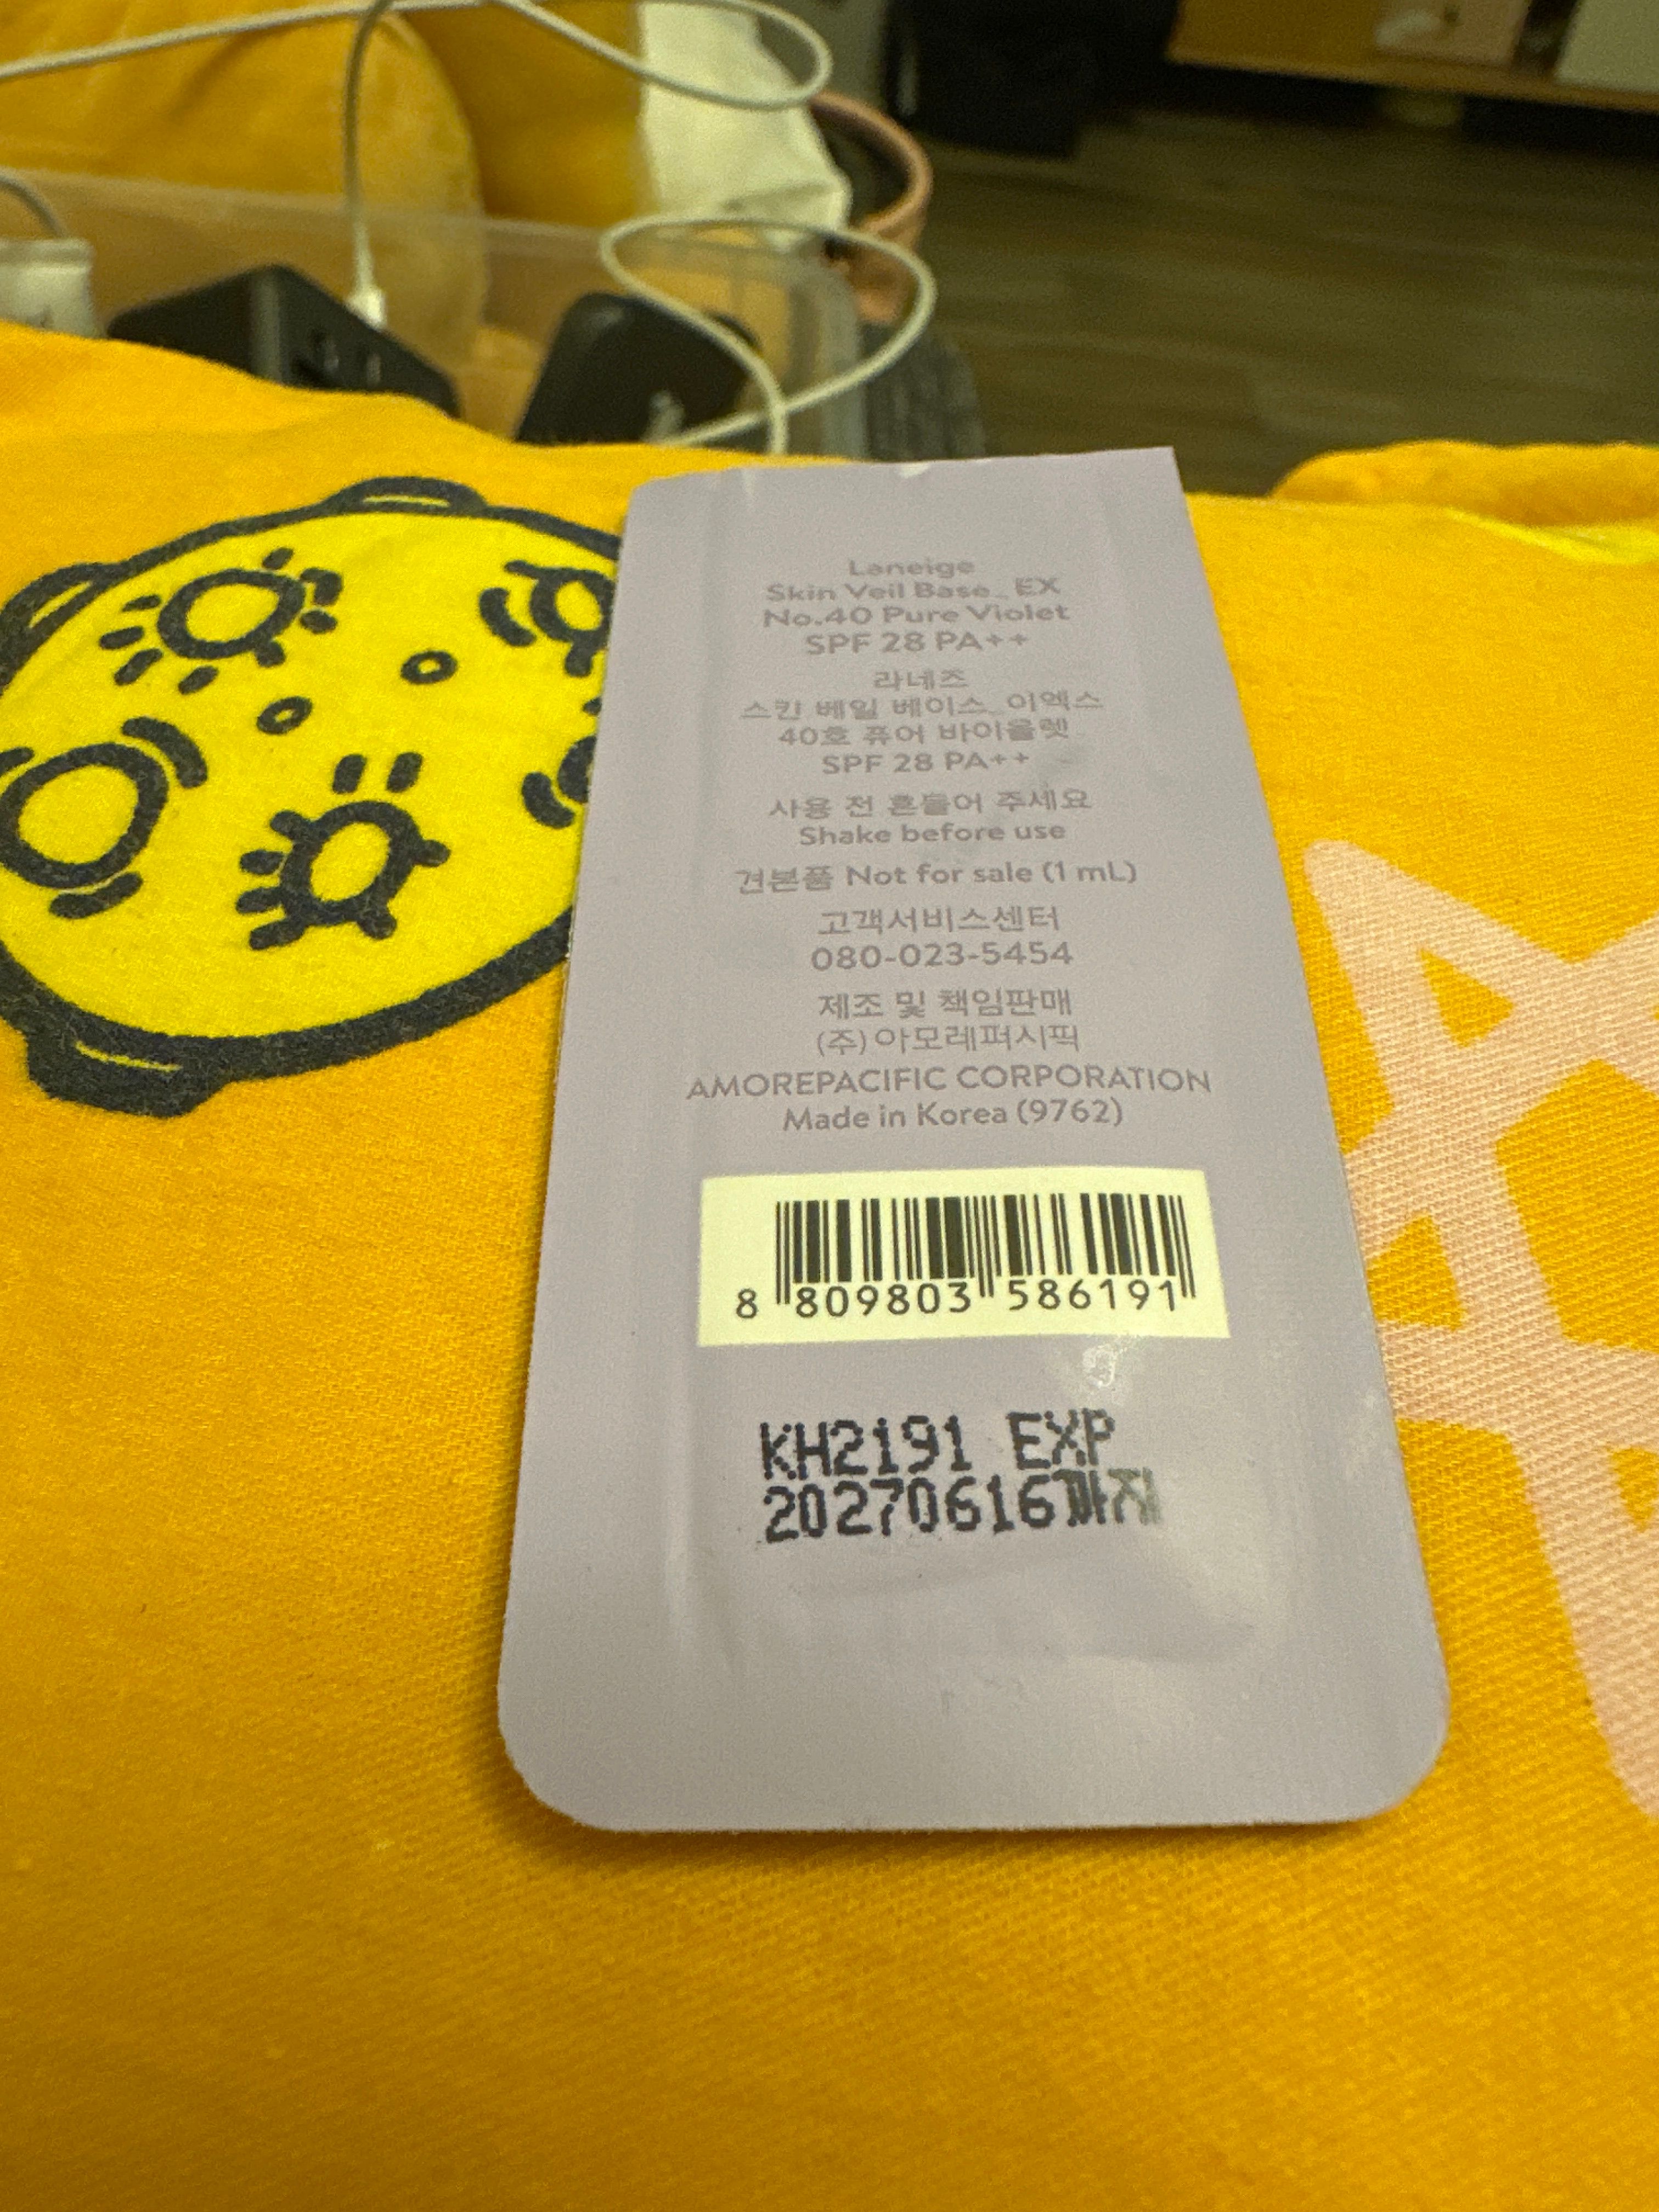 Laneige
Skin Veil Base_EX
No.40 Pure Violet
SPF 28 PA++
라네즈
스킨 베일 베이스_이엑스
40호 퓨어 바이올렛
SPF 28 PA++
사용 전 흔들어 주세요
Shake before use
견본품 Not for sale (1 mL)
고객서비스센터
080-023-5454
제조 및 책임판매
(주)아모레퍼시픽
AMOREPACIFIC CORPORATION
Made in Korea (9762)
8 809803 586191
KH2191 EXP
20270616까지